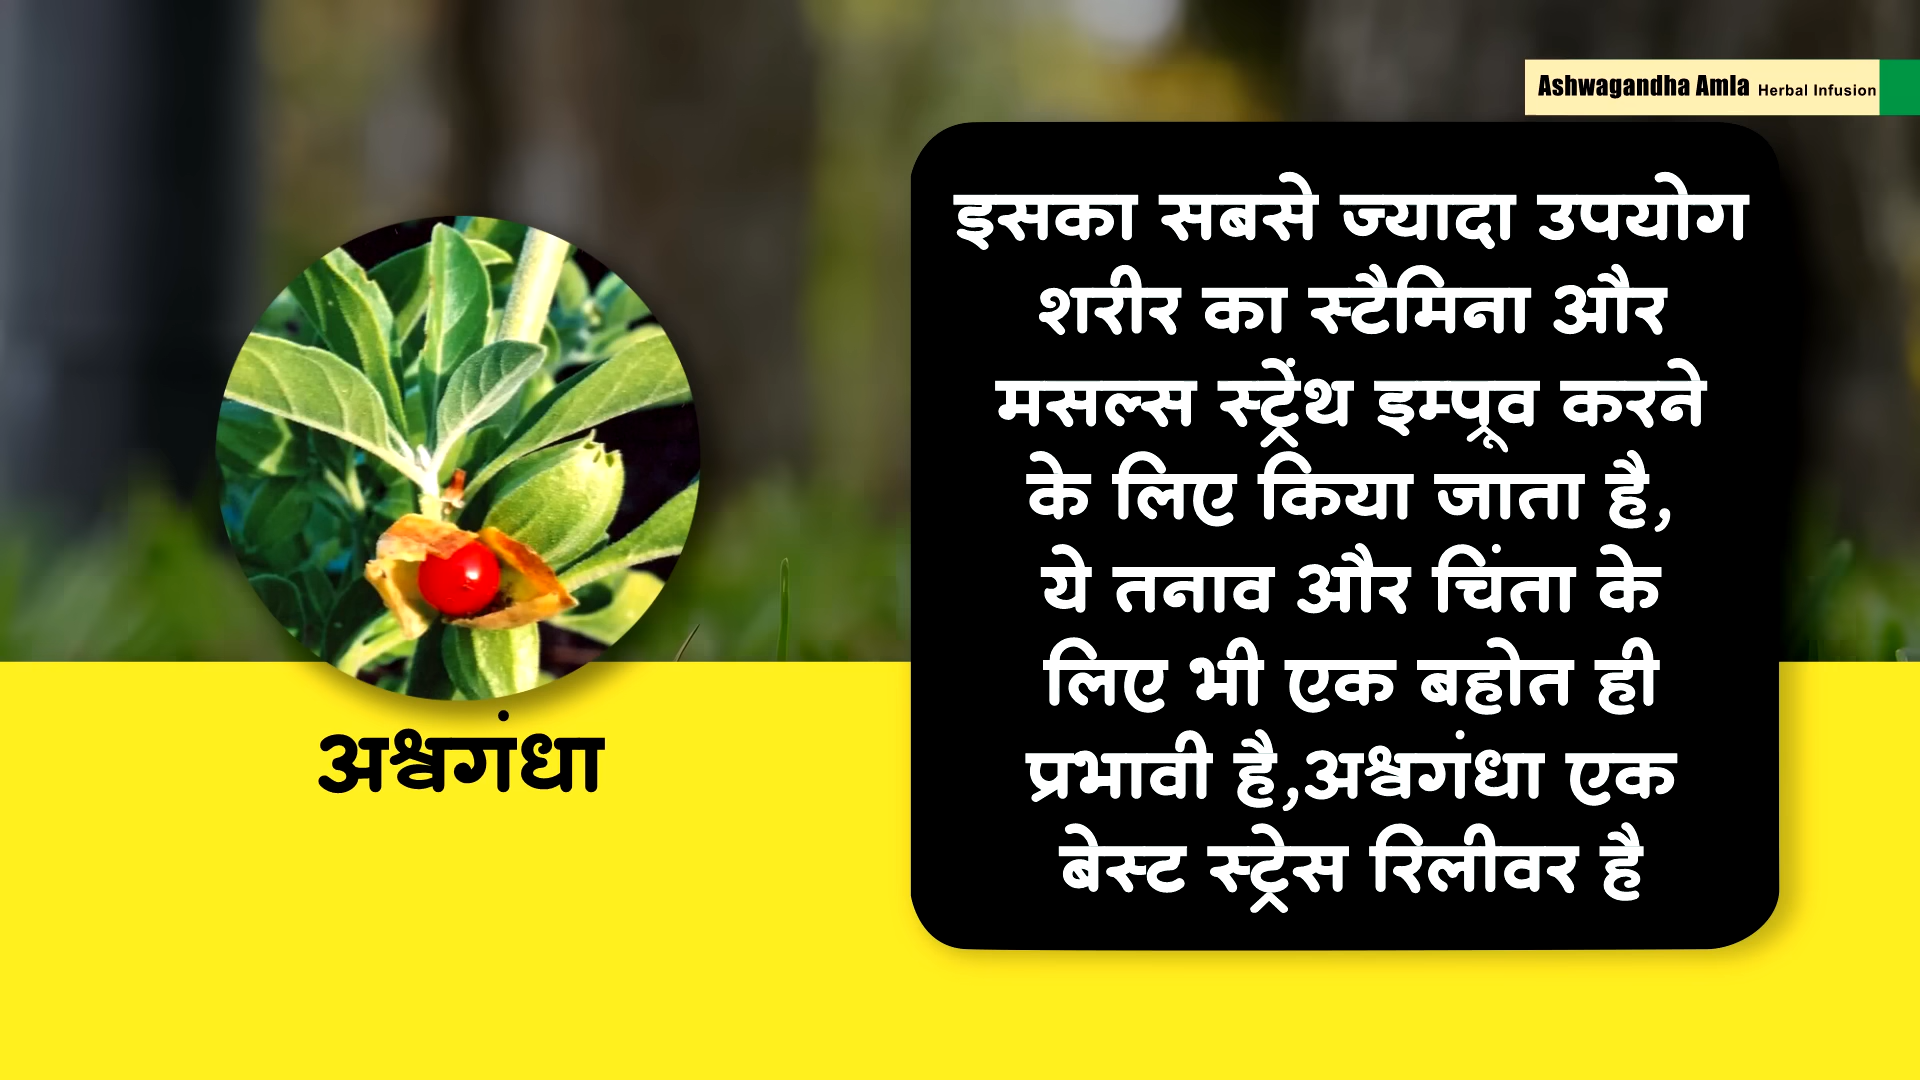 Ashwagandha Amla Herbal Infusion
इसका सबसे ज्यादा उपयोग
शरीर का स्टैमिना और
मसल्स स्ट्रेंथ इम्प्रूव करने
के लिए किया जाता है,
ये तनाव और चिंता के
लिए भी एक बहोत ही
प्रभावी है,अश्वगंधा एक
बेस्ट स्ट्रेस रिलीवर है
अश्वगंधा